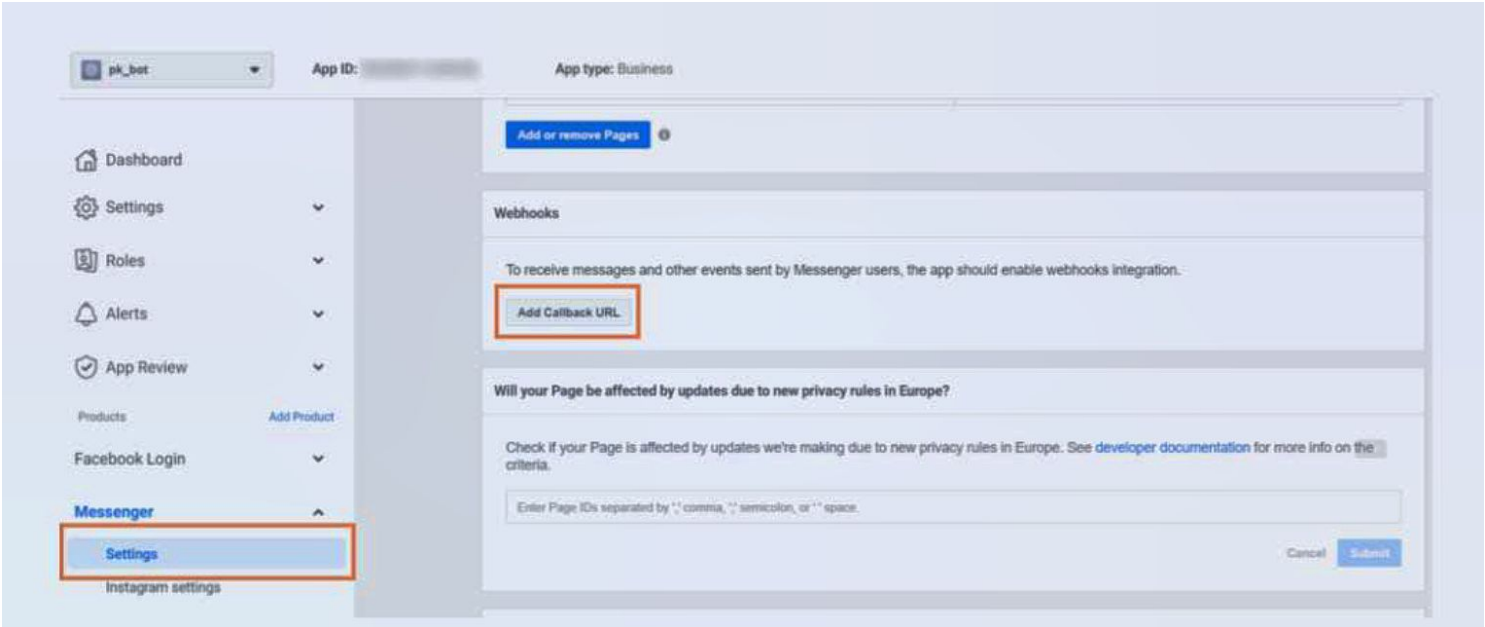 pk_bot
App ID:
App type: Business
Add or remove Pages
Dashboard
Settings
Roles
Alerts
App Review
Products
Add Product
Facebook Login
Messenger
Settings
Instagram settings
Webhooks
To receive messages and other events sent by Messenger users, the app should enable webhooks integration.
Add Callback URL
Will your Page be affected by updates due to new privacy rules in Europe?
Check if your Page is affected by updates we're making due to new privacy rules in Europe. See developer documentation for more info on the
criteria.
Enter Page IDs separated by ',' comma, ';' semicolon, or ' ' space.
Cancel
Submit